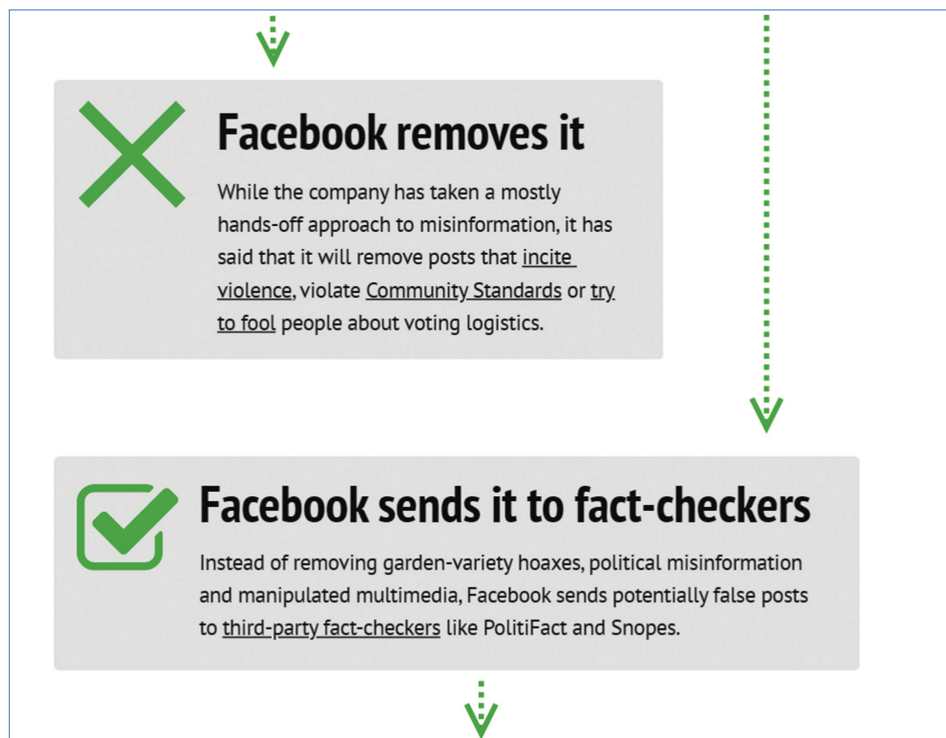 Facebook removes it
While the company has taken a mostly
hands-off approach to misinformation, it has
said that it will remove posts that incite
violence, violate Community Standards or try
to fool people about voting logistics.
Facebook sends it to fact-checkers
Instead of removing garden-variety hoaxes, political misinformation
and manipulated multimedia, Facebook sends potentially false posts
to third-party fact-checkers like PolitiFact and Snopes.